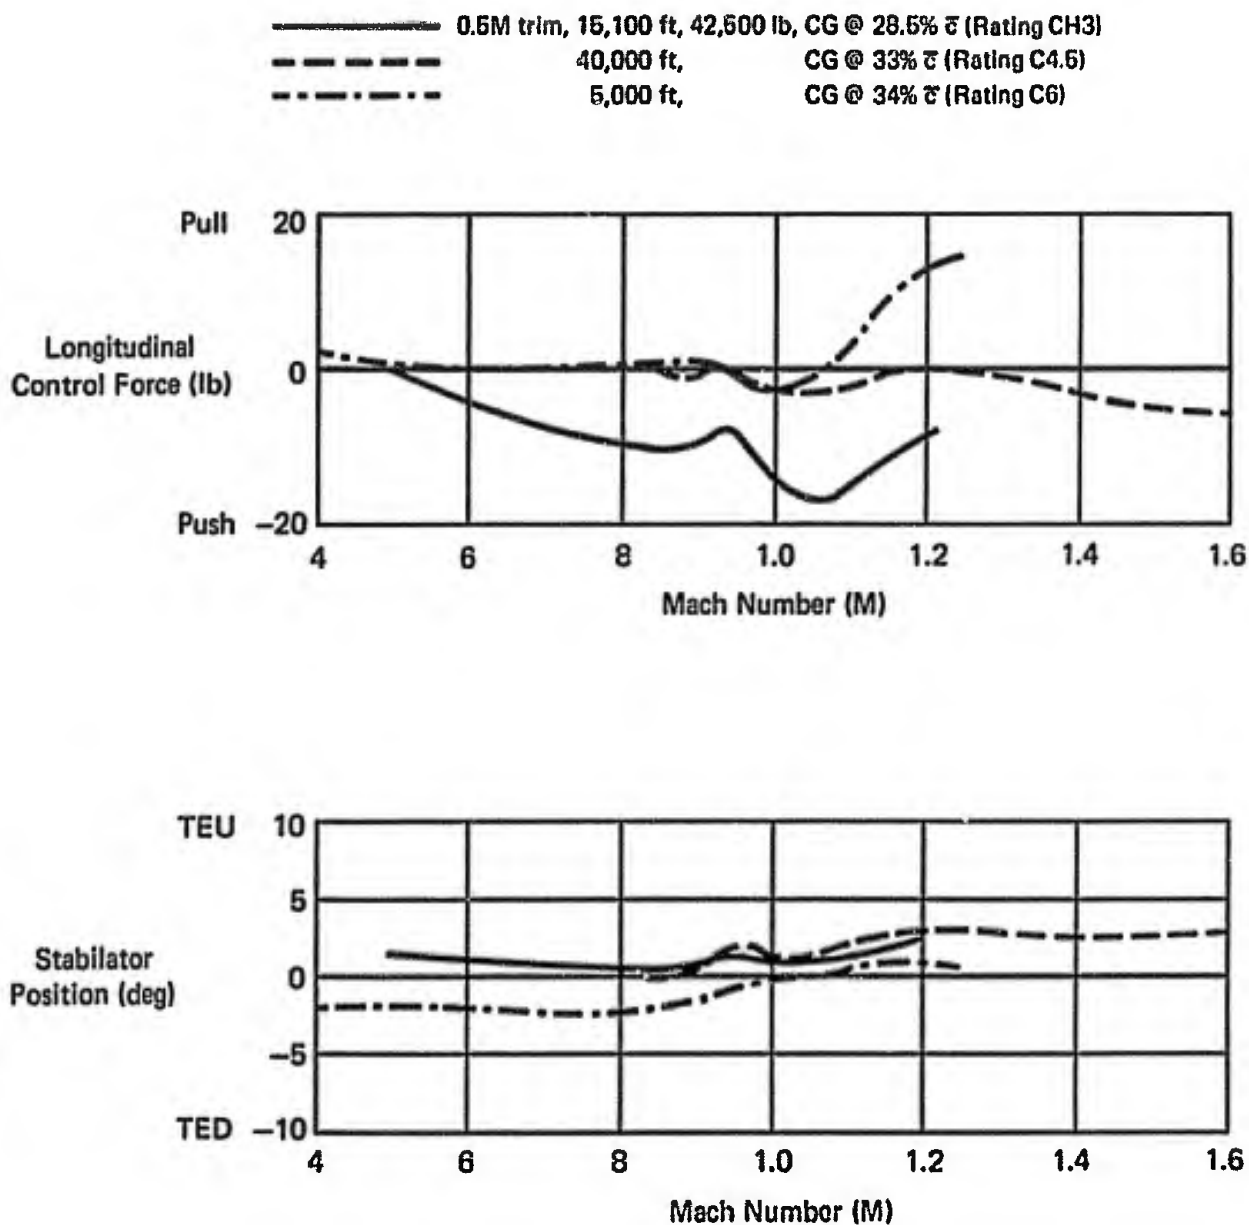 0.5M trim, 15,100 ft, 42,500 lb, CG @ 28.5% c̅ (Rating CH3)
40,000 ft, CG @ 33% c̅ (Rating C4.5)
5,000 ft, CG @ 34% c̅ (Rating C6)
Pull 20
Longitudinal
Control Force (lb)
0
Push −20
4 6 8 1.0 1.2 1.4 1.6
Mach Number (M)
TEU 10
5
Stabilator
Position (deg)
0
−5
TED −10
4 6 8 1.0 1.2 1.4 1.6
Mach Number (M)